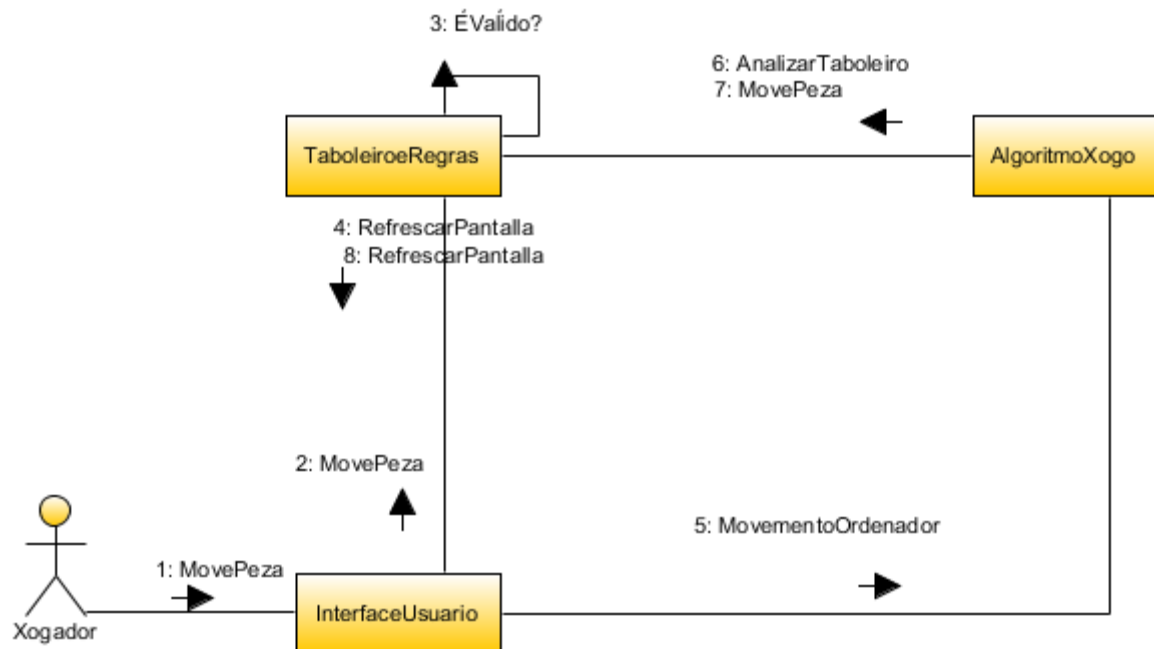 3: ÉValído?
6: AnalizarTaboleiro
7: MovePeza
TaboleiroeRegras
AlgoritmoXogo
4: RefrescarPantalla
8: RefrescarPantalla
2: MovePeza
5: MovementoOrdenador
1: MovePeza
InterfaceUsuario
Xogador